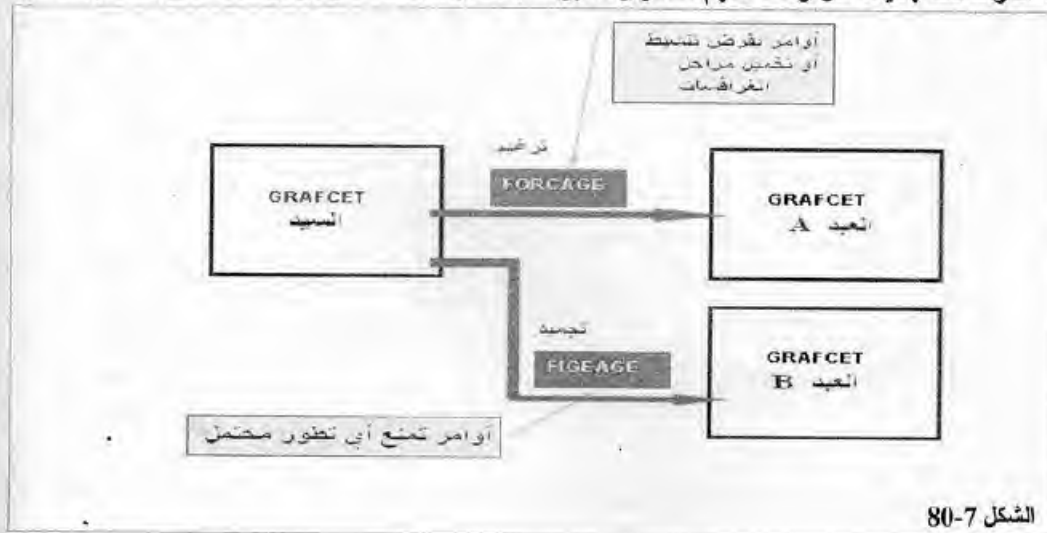 أوامر تفرض تنشيط
أو تخميل مراحل
الغرافسات
ترغيم
FORCAGE
GRAFCET
السيد
GRAFCET
العبد A
تجميد
FIGEAGE
GRAFCET
العبد B
أوامر تمنع أي تطور محتمل
الشكل 7-80